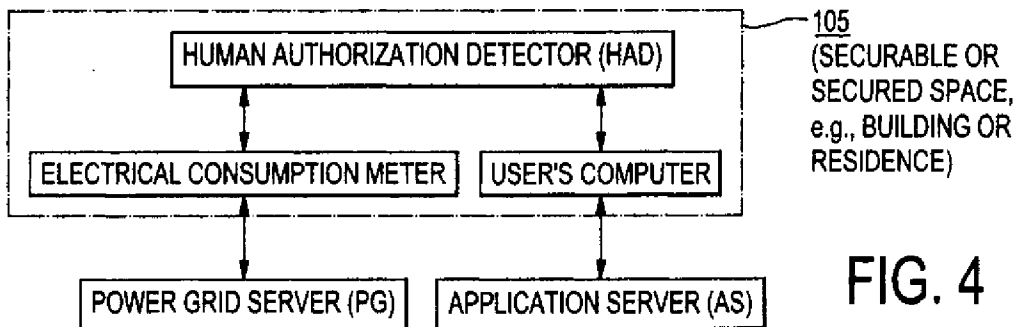 105
(SECURABLE OR
SECURED SPACE,
e.g., BUILDING OR
RESIDENCE)
HUMAN AUTHORIZATION DETECTOR (HAD)
ELECTRICAL CONSUMPTION METER
USER'S COMPUTER
POWER GRID SERVER (PG)
APPLICATION SERVER (AS)
FIG. 4